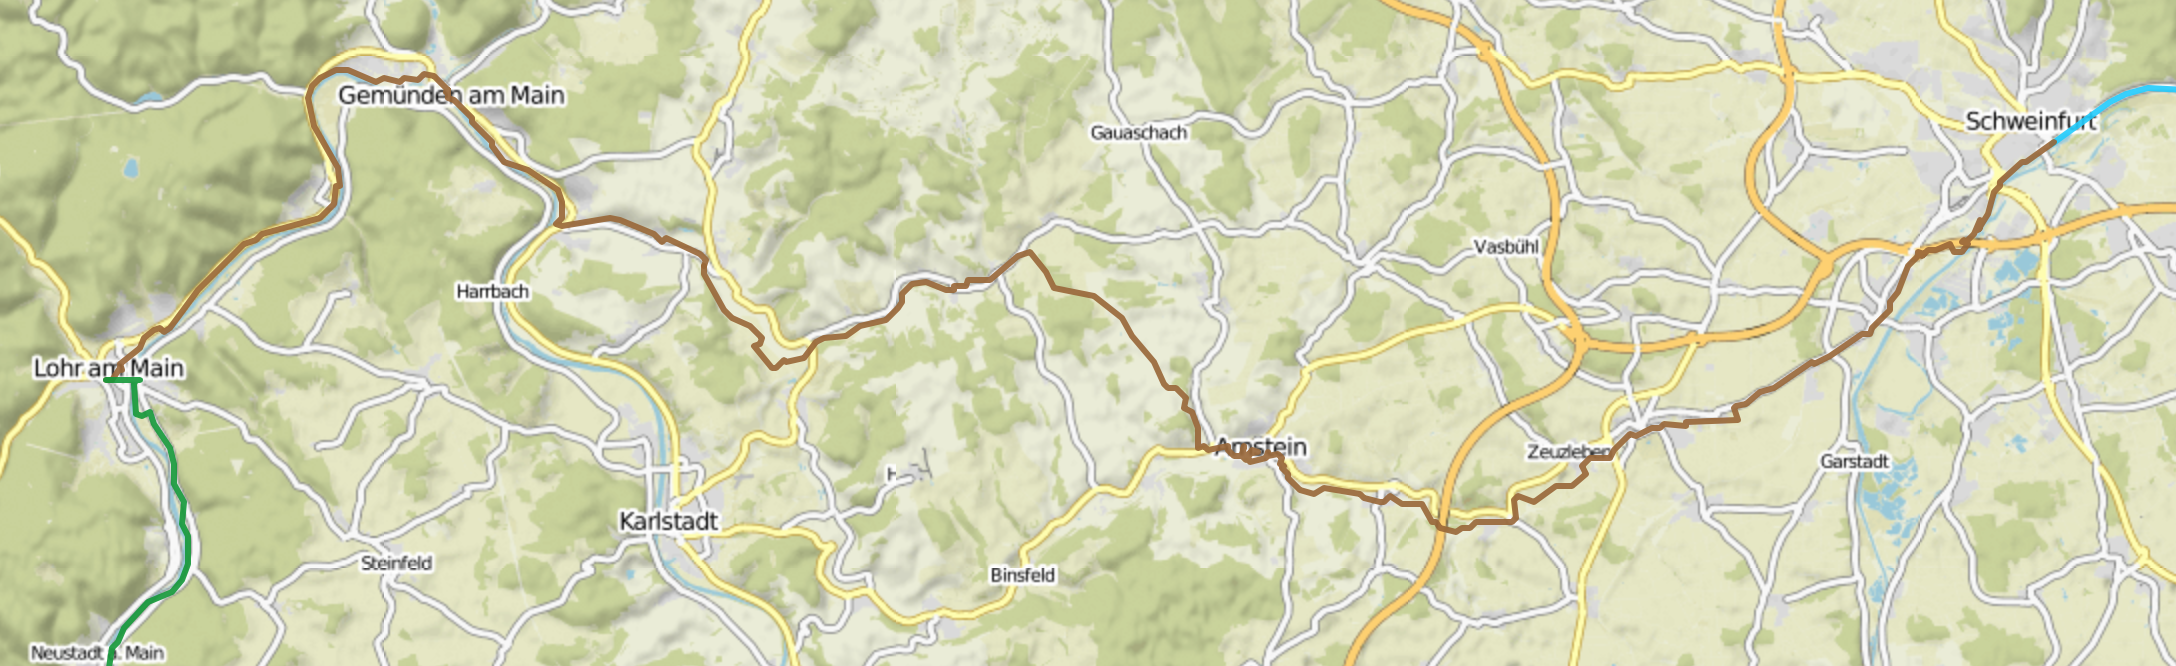 Gemünden am Main
Schweinfurt
Gauaschach
Vasbühl
Harrbach
Lohr am Main
Arnstein
Zeuzleben
Garstadt
H
Karlstadt
Steinfeld
Binsfeld
Neustadt a. Main